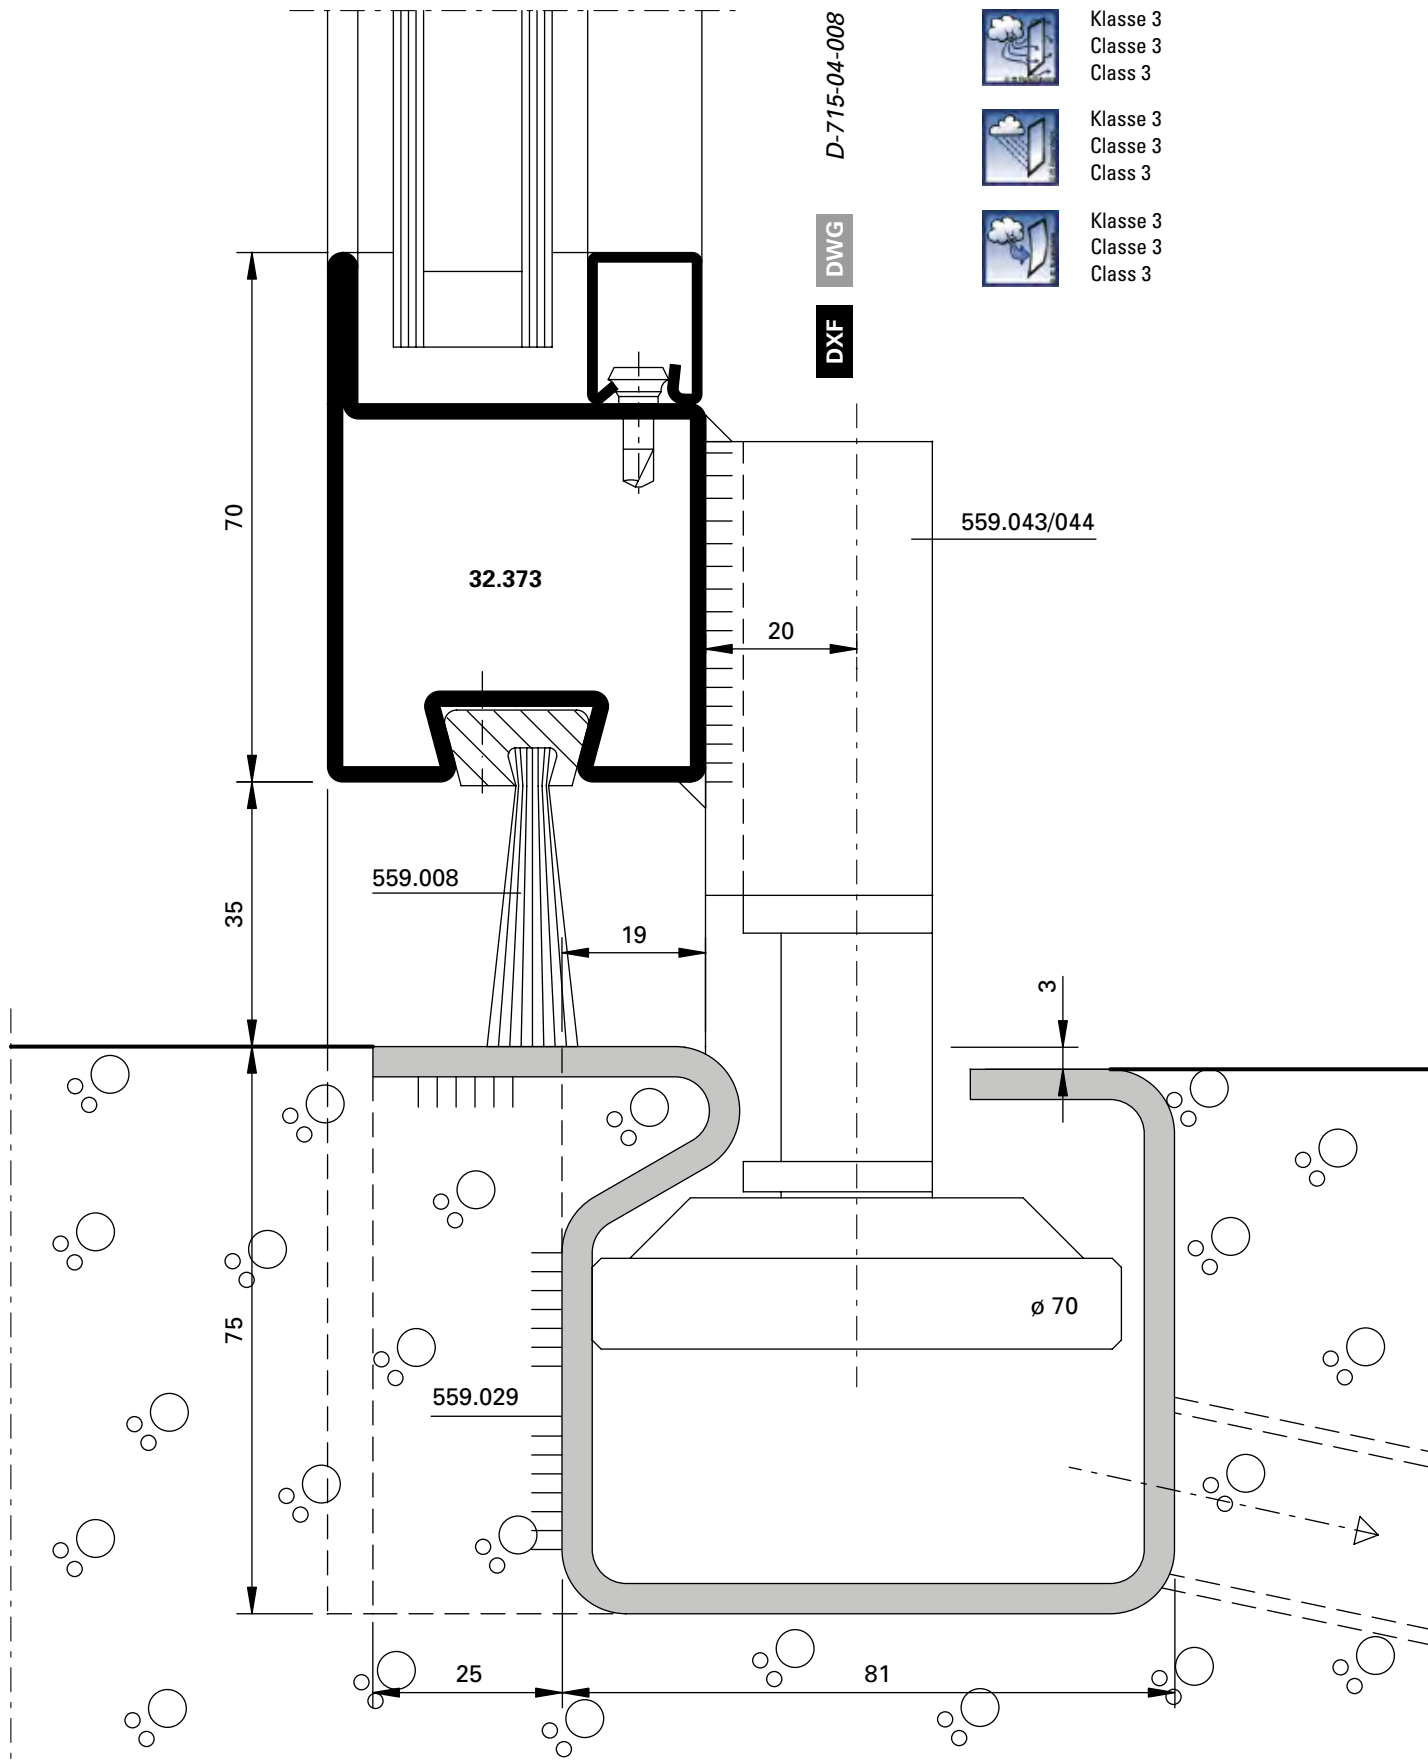 D-715-04-008
DWG
DXF
Klasse 3
Classe 3
Class 3
Klasse 3
Classe 3
Class 3
Klasse 3
Classe 3
Class 3
70
559.043/044
32.373
20
559.008
35
19
3
75
ø 70
559.029
25
81